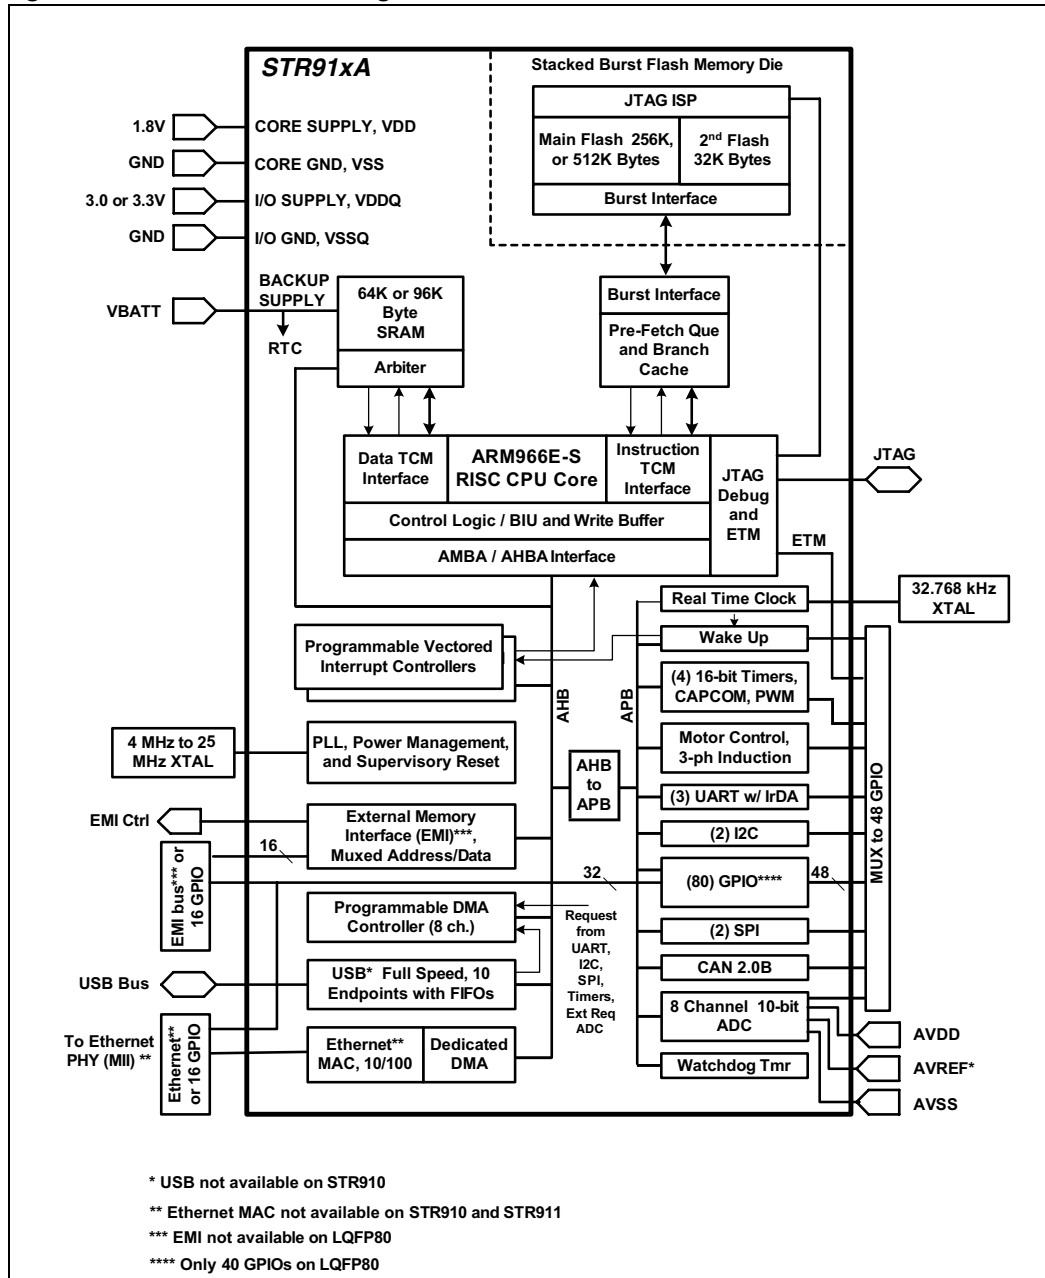 STR91xA
Stacked Burst Flash Memory Die
JTAG ISP
Main Flash 256K,
or 512K Bytes
2nd Flash
32K Bytes
Burst Interface
1.8V
CORE SUPPLY, VDD
GND
CORE GND, VSS
3.0 or 3.3V
I/O SUPPLY, VDDQ
GND
I/O GND, VSSQ
VBATT
BACKUP
SUPPLY
RTC
64K or 96K
Byte
SRAM
Arbiter
Burst Interface
Pre-Fetch Que
and Branch
Cache
Data TCM
Interface
ARM966E-S
RISC CPU Core
Instruction
TCM
Interface
JTAG
Debug
and
ETM
Control Logic / BIU and Write Buffer
AMBA / AHBA Interface
JTAG
ETM
32.768 kHz
XTAL
Real Time Clock
Wake Up
Programmable Vectored
Interrupt Controllers
AHB
APB
(4) 16-bit Timers,
CAPCOM, PWM
4 MHz to 25
MHz XTAL
PLL, Power Management,
and Supervisory Reset
AHB
to
APB
Motor Control,
3-ph Induction
(3) UART w/ IrDA
(2) I2C
MUX to 48 GPIO
EMI Ctrl
External Memory
Interface (EMI)***,
Muxed Address/Data
16
EMI bus*** or
16 GPIO
32
(80) GPIO****
48
Programmable DMA
Controller (8 ch.)
Request
from
UART,
I2C,
SPI,
Timers,
Ext Req
ADC
(2) SPI
CAN 2.0B
USB Bus
USB* Full Speed, 10
Endpoints with FIFOs
8 Channel 10-bit
ADC
To Ethernet
PHY (MII) **
Ethernet**
or 16 GPIO
Ethernet**
MAC, 10/100
Dedicated
DMA
Watchdog Tmr
AVDD
AVREF*
AVSS
* USB not available on STR910
** Ethernet MAC not available on STR910 and STR911
*** EMI not available on LQFP80
**** Only 40 GPIOs on LQFP80